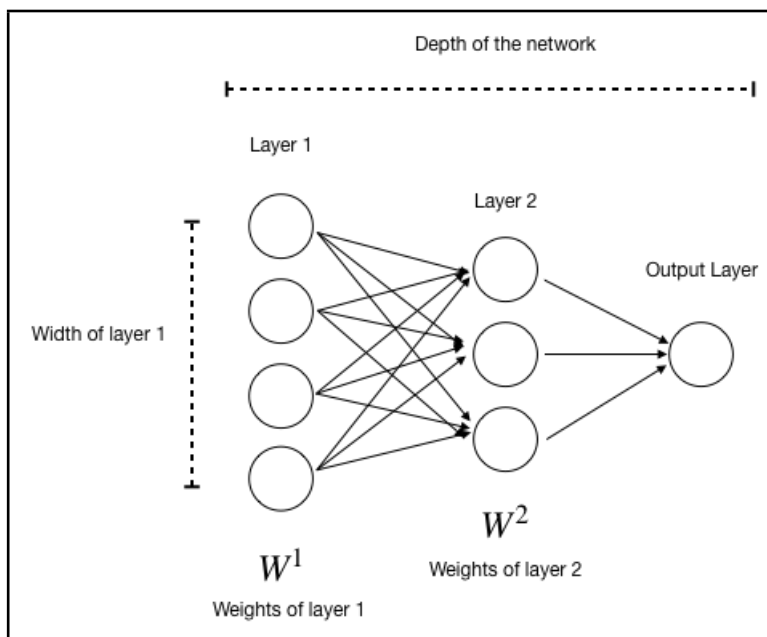 Depth of the network
Layer 1
Layer 2
Output Layer
Width of layer 1
W¹
W²
Weights of layer 1
Weights of layer 2